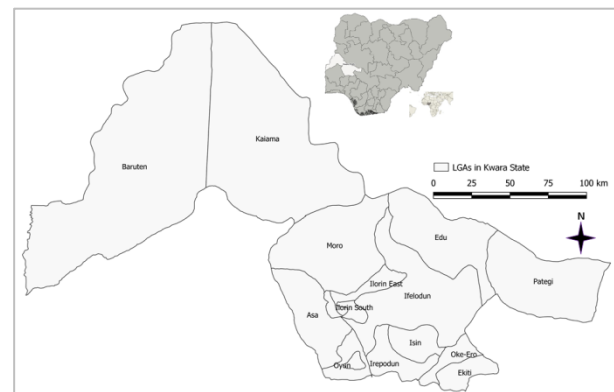 Kaiama
Baruten
LGAs in Kwara State
0 25 50 75 100 km
N
Edu
Moro
Pategi
Ilorin East
Ifelodun
Ilorin South
Asa
Isin
Oke-Ero
Oyun
Irepodun
Ekiti